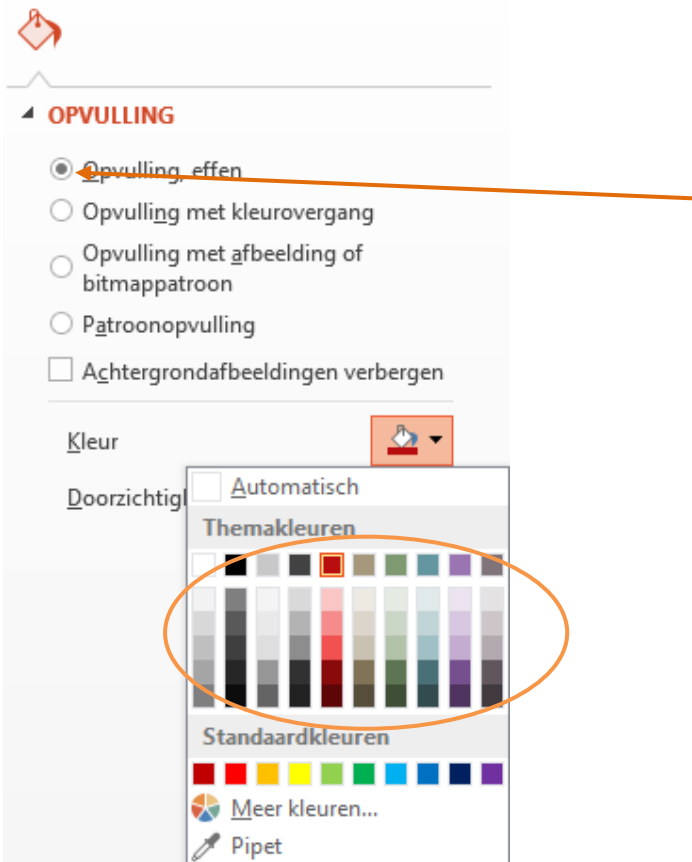 OPVULLING
Opvulling, effen
Opvulling met kleurovergang
Opvulling met afbeelding of
bitmappatroon
Patroonopvulling
Achtergrondafbeeldingen verbergen
Kleur
Automatisch
Doorzichtigl
Themakleuren
Standaardkleuren
Meer kleuren...
Pipet